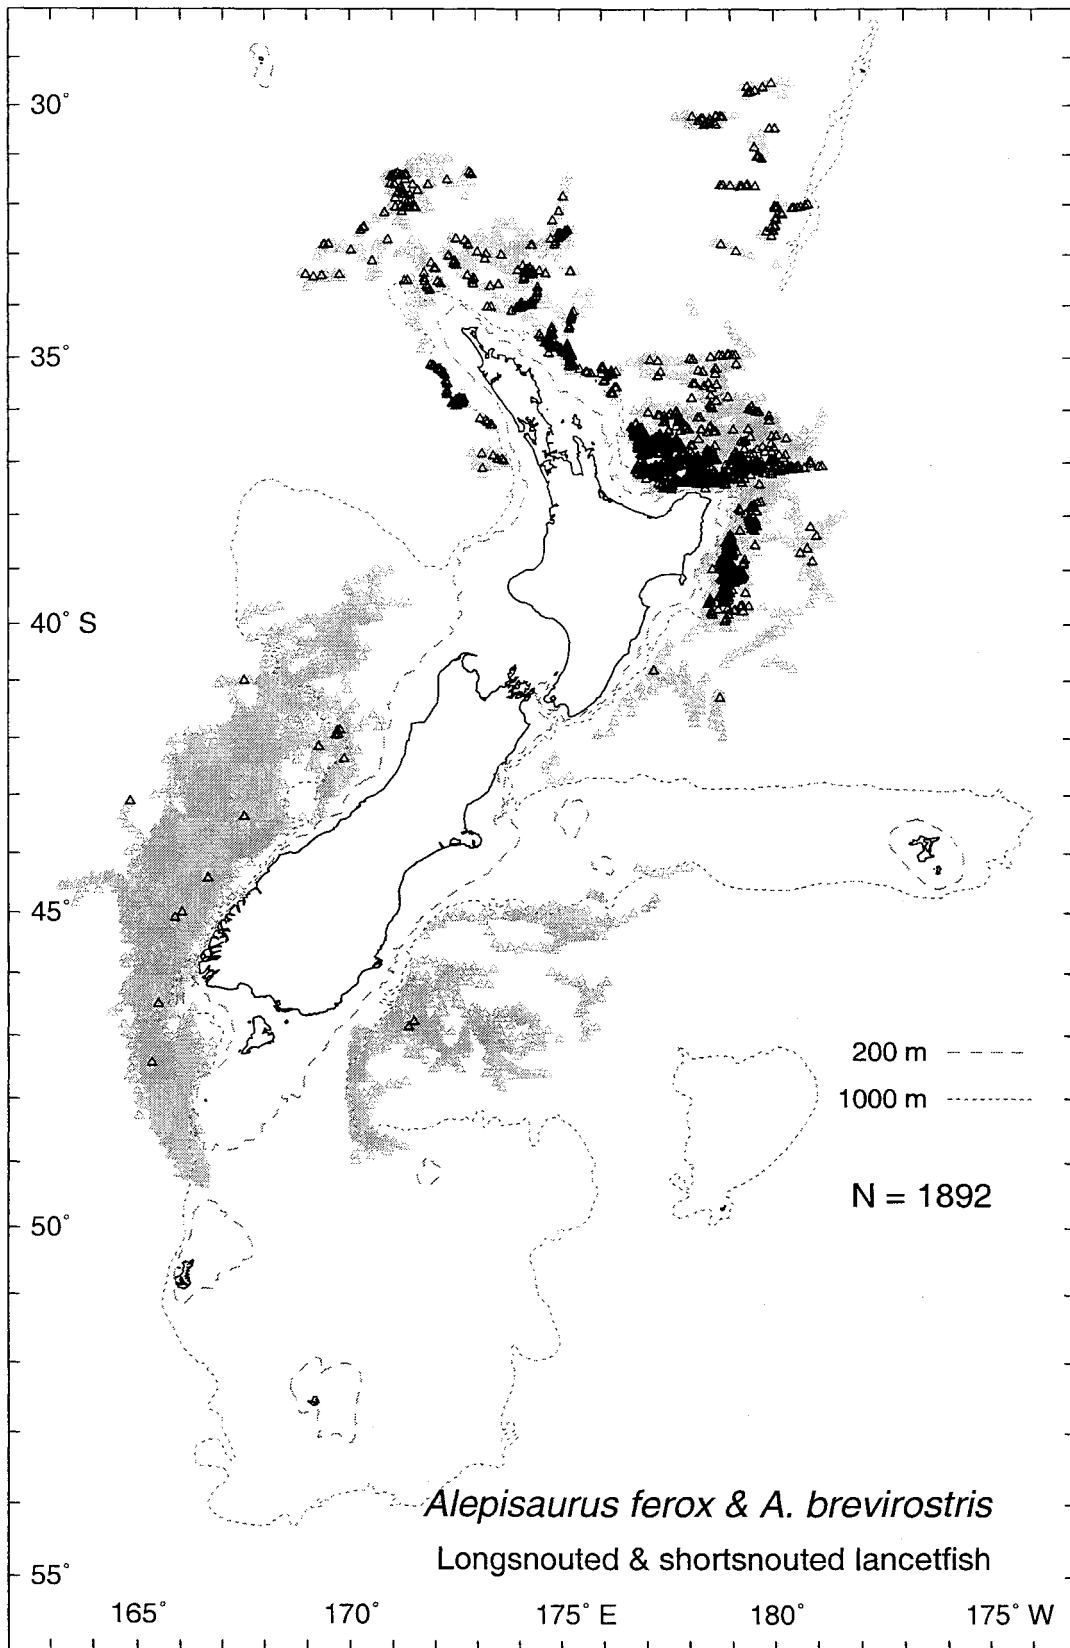 30°
35°
40° S
45°
200 m
1000 m
N = 1892
50°
Alepisaurus ferox & A. brevirostris
Longsnouted & shortsnouted lancetfish
55°
165° 170° 175° E 180° 175° W